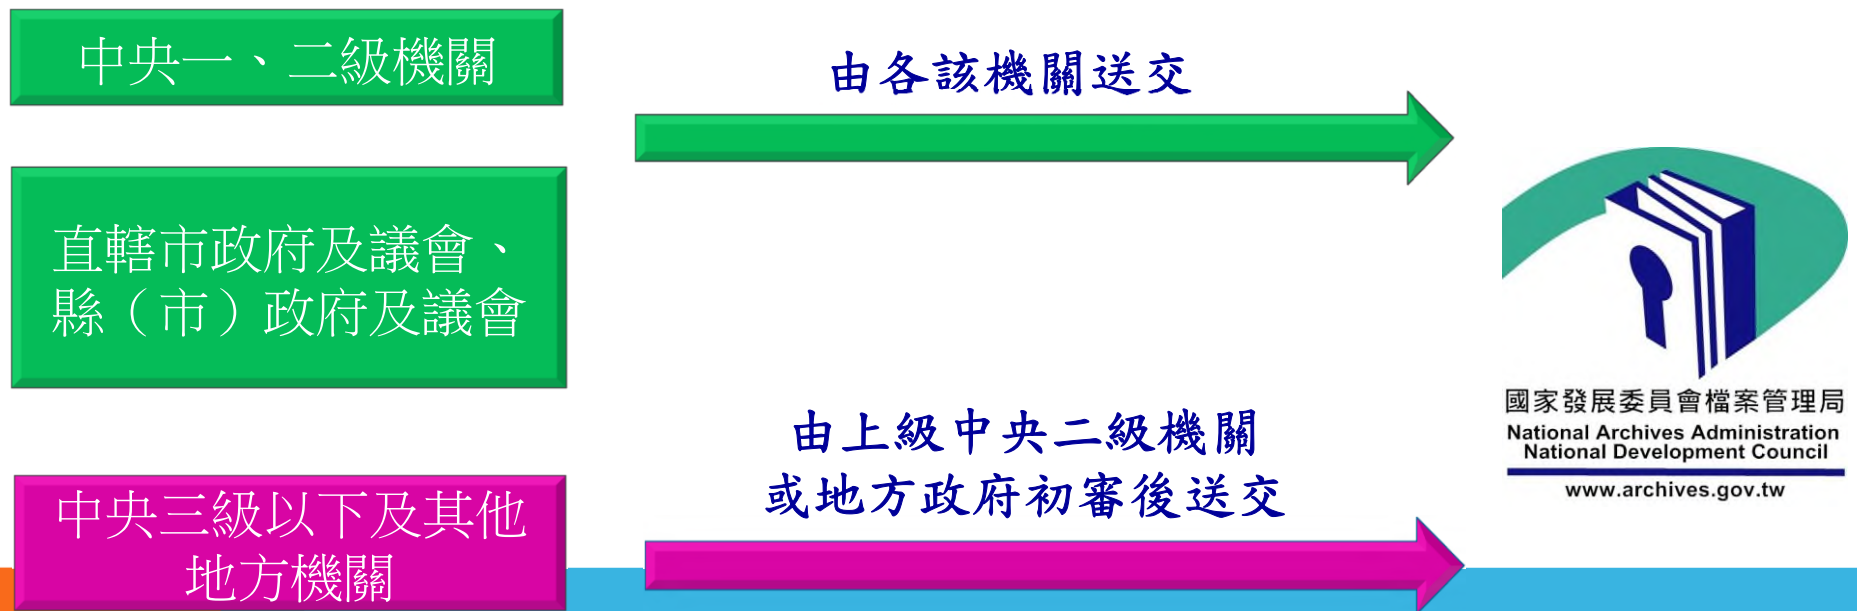 中央一、二級機關
由各該機關送交
直轄市政府及議會、
縣（市）政府及議會
由上級中央二級機關
或地方政府初審後送交
中央三級以下及其他
地方機關
國家發展委員會檔案管理局
National Archives Administration
National Development Council
www.archives.gov.tw